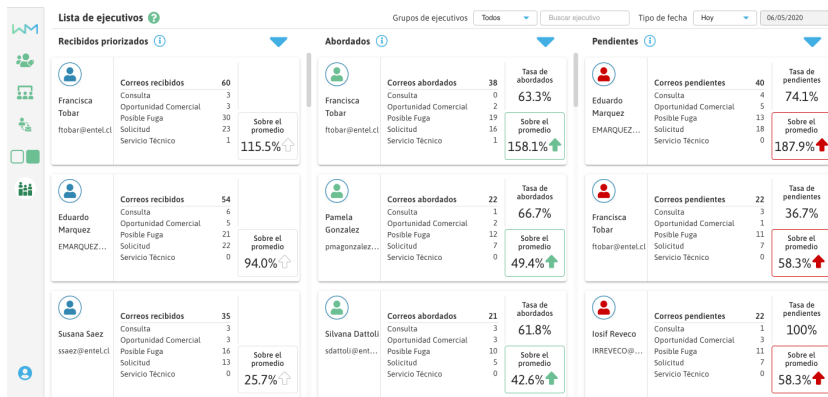 WM
Lista de ejecutivos ?
Grupos de ejecutivos Todos Buscar ejecutivo Tipo de fecha Hoy 06/05/2020
Recibidos priorizados i
Francisca
Tobar
ftobar@entel.cl
Correos recibidos 60
Consulta 3
Oportunidad Comercial 3
Posible Fuga 30
Solicitud 23
Servicio Técnico 1
Sobre el
promedio
115.5%
Eduardo
Marquez
EMARQUEZ...
Correos recibidos 54
Consulta 6
Oportunidad Comercial 5
Posible Fuga 21
Solicitud 22
Servicio Técnico 0
Sobre el
promedio
94.0%
Susana Saez
ssaez@entel.cl
Correos recibidos 35
Consulta 3
Oportunidad Comercial 3
Posible Fuga 16
Solicitud 13
Servicio Técnico 0
Sobre el
promedio
25.7%
Abordados i
Francisca
Tobar
ftobar@entel.cl
Correos abordados 38
Consulta 0
Oportunidad Comercial 2
Posible Fuga 19
Solicitud 16
Servicio Técnico 1
Tasa de
abordados
63.3%
Sobre el
promedio
158.1%
Pamela
Gonzalez
pmagonzalez...
Correos abordados 22
Consulta 1
Oportunidad Comercial 2
Posible Fuga 12
Solicitud 7
Servicio Técnico 0
Tasa de
abordados
66.7%
Sobre el
promedio
49.4%
Silvana Dattoli
sdattoli@ent...
Correos abordados 21
Consulta 3
Oportunidad Comercial 3
Posible Fuga 10
Solicitud 5
Servicio Técnico 0
Tasa de
abordados
61.8%
Sobre el
promedio
42.6%
Pendientes i
Eduardo
Marquez
EMARQUEZ...
Correos pendientes 40
Consulta 4
Oportunidad Comercial 5
Posible Fuga 13
Solicitud 18
Servicio Técnico 0
Tasa de
pendientes
74.1%
Sobre el
promedio
187.9%
Francisca
Tobar
ftobar@entel.cl
Correos pendientes 22
Consulta 3
Oportunidad Comercial 1
Posible Fuga 11
Solicitud 7
Servicio Técnico 0
Tasa de
pendientes
36.7%
Sobre el
promedio
58.3%
Iosif Reveco
IRREVECO@...
Correos pendientes 22
Consulta 1
Oportunidad Comercial 3
Posible Fuga 11
Solicitud 7
Servicio Técnico 0
Tasa de
pendientes
100%
Sobre el
promedio
58.3%